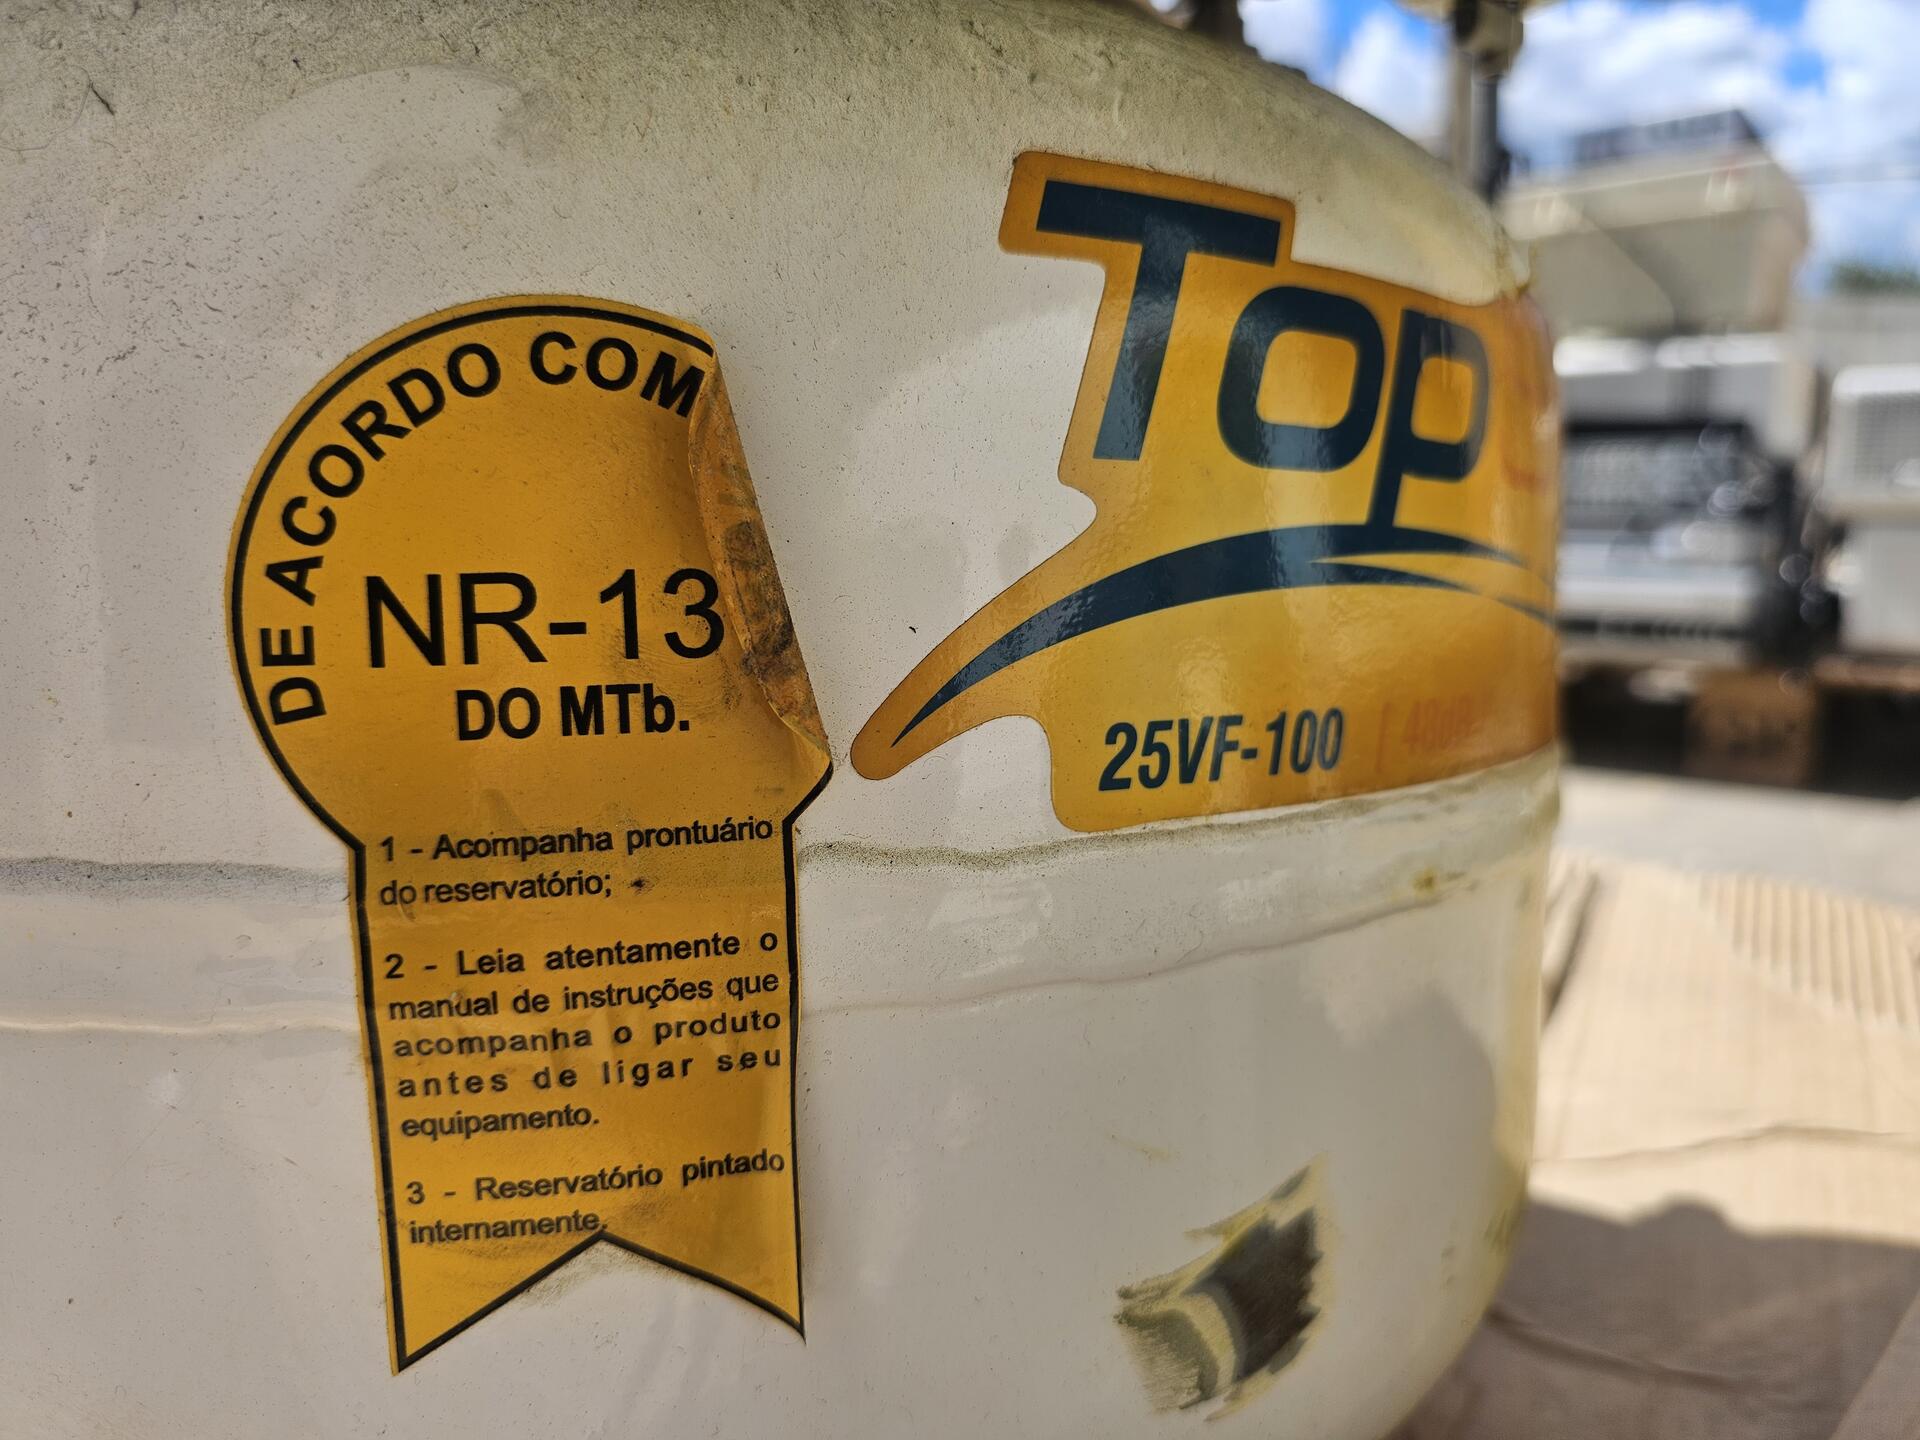 DE ACORDO COM
NR-13
DO MTb.
1 - Acompanha prontuário
do reservatório;
2 - Leia atentamente o
manual de instruções que
acompanha o produto
antes de ligar seu
equipamento.
3 - Reservatório pintado
internamente.
Top
25VF-100